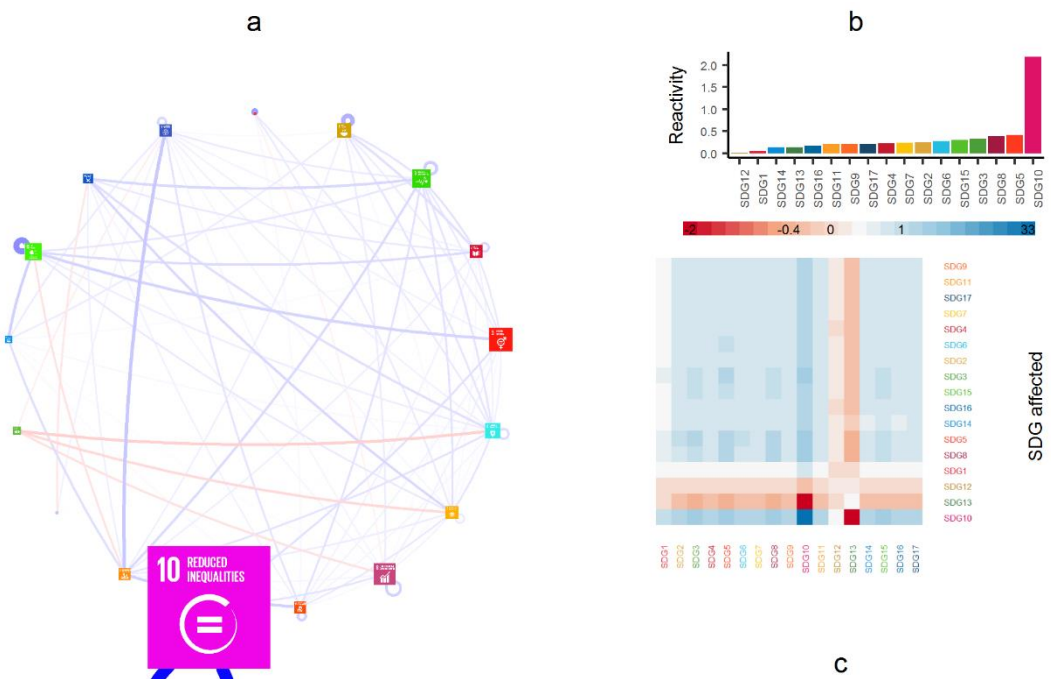 a
10 REDUCED
INEQUALITIES
b
Reactivity
2.0
1.5
1.0
0.5
0.0
SDG12
SDG1
SDG14
SDG13
SDG16
SDG11
SDG9
SDG17
SDG4
SDG7
SDG2
SDG6
SDG15
SDG3
SDG8
SDG5
SDG10
-2 -0.4 0 1 33
SDG9
SDG11
SDG17
SDG7
SDG4
SDG6
SDG2
SDG3
SDG15
SDG16
SDG14
SDG5
SDG8
SDG1
SDG12
SDG13
SDG10
SDG affected
SDG1
SDG2
SDG3
SDG4
SDG5
SDG6
SDG7
SDG8
SDG9
SDG10
SDG11
SDG12
SDG13
SDG14
SDG15
SDG16
SDG17
c